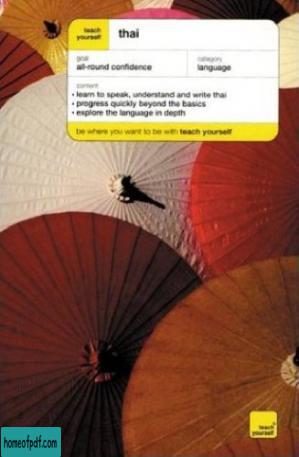 teach
yourself
thai
goal
all-round confidence
category
language
content
• learn to speak, understand and write thai
• progress quickly beyond the basics
• explore the language in depth
be where you want to be with teach yourself
teach
yourself
homeofpdf.com